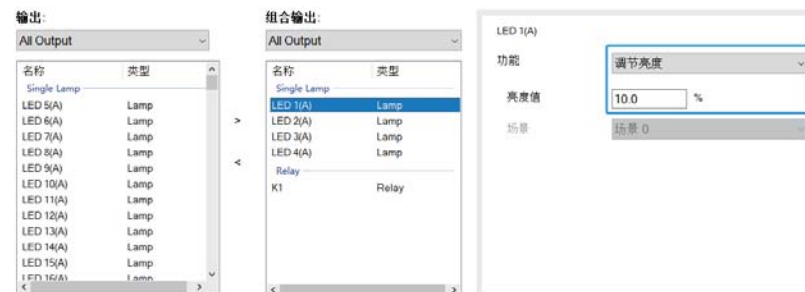 输出:
All Output
名称 类型
Single Lamp
LED 5(A) Lamp
LED 6(A) Lamp
LED 7(A) Lamp
LED 8(A) Lamp
LED 9(A) Lamp
LED 10(A) Lamp
LED 11(A) Lamp
LED 12(A) Lamp
LED 13(A) Lamp
LED 14(A) Lamp
LED 15(A) Lamp
LED 16(A) Lamp
>
<
组合输出:
All Output
名称 类型
Single Lamp
LED 1(A) Lamp
LED 2(A) Lamp
LED 3(A) Lamp
LED 4(A) Lamp
Relay
K1 Relay
LED 1(A)
功能 调节亮度
亮度值 10.0 %
场景 场景 0